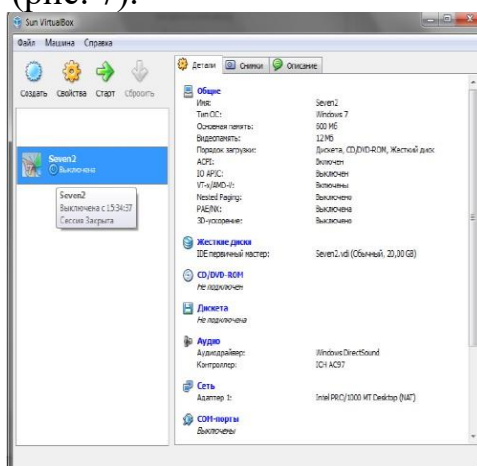 (рис. 7).
Sun VirtualBox
Файл Машина Справка
Создать Свойства Старт Сбросить
Seven2
Выключена
Seven2
Выключена с 15:34:37
Сессия Закрыта
Детали Снимки Описание
Общие
Имя: Seven2
Тип ОС: Windows 7
Основная память: 600 МБ
Видеопамять: 12 МБ
Порядок загрузки: Дискета, CD/DVD-ROM, Жесткий диск
ACPI: Включен
IO APIC: Выключен
VT-x/AMD-V: Включены
Nested Paging: Выключено
PAE/NX: Выключена
3D-ускорение: Выключено
Жесткие диски
IDE первичный мастер: Seven2.vdi (Обычный, 20,00 GB)
CD/DVD-ROM
Не подключен
Дискета
Не подключена
Аудио
Аудиодрайвер: Windows DirectSound
Контроллер: ICH AC97
Сеть
Адаптер 1: Intel PRO/1000 MT Desktop (NAT)
COM-порты
Выключены